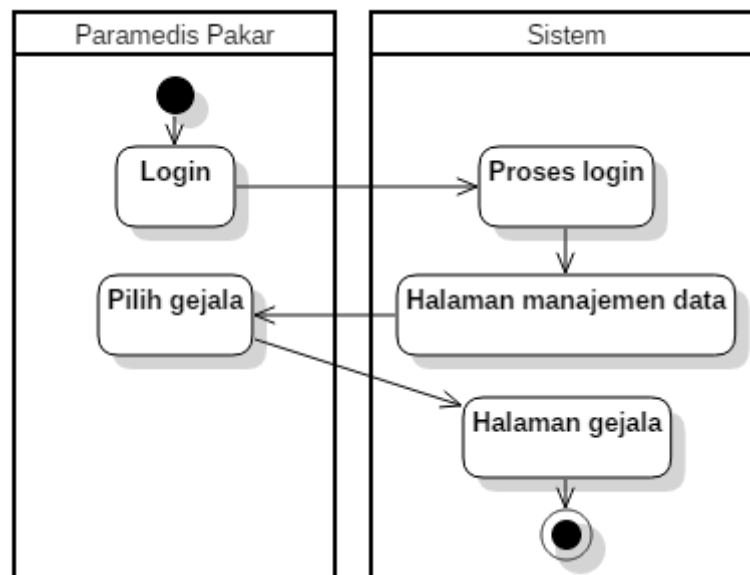 Paramedis Pakar
Sistem
Login
Proses login
Pilih gejala
Halaman manajemen data
Halaman gejala